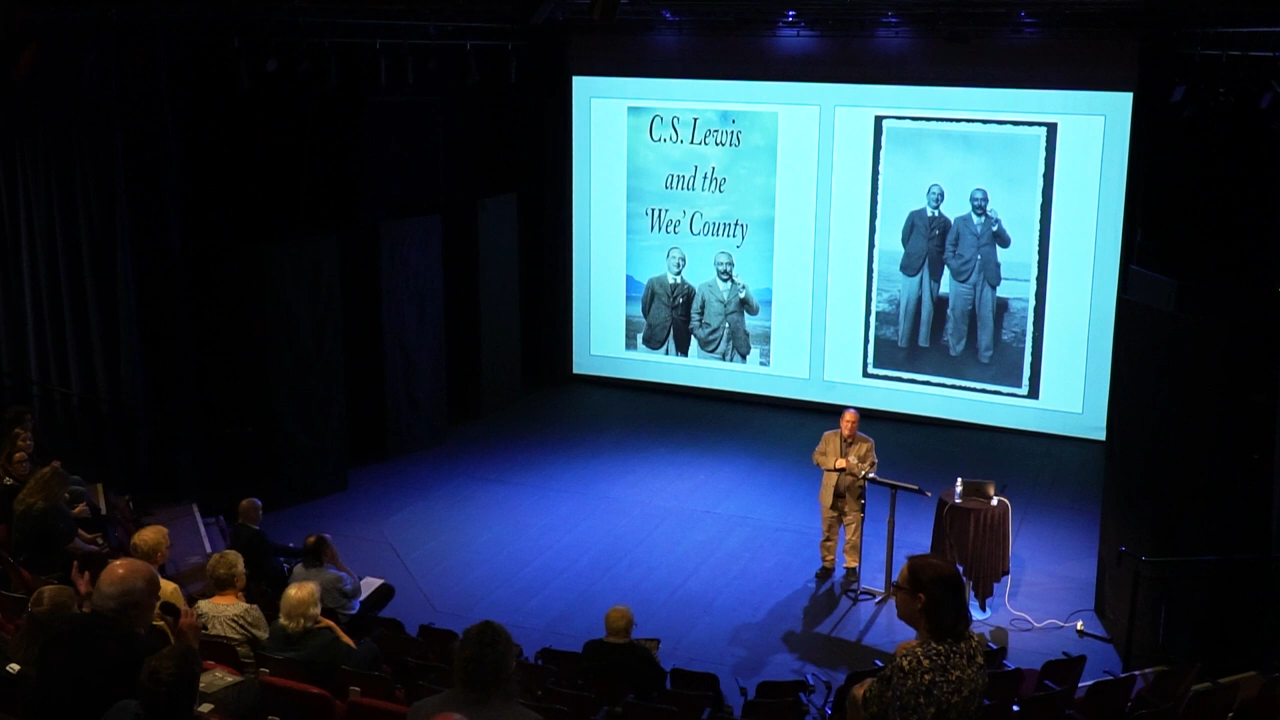 C.S. Lewis
and the
‘Wee’ County